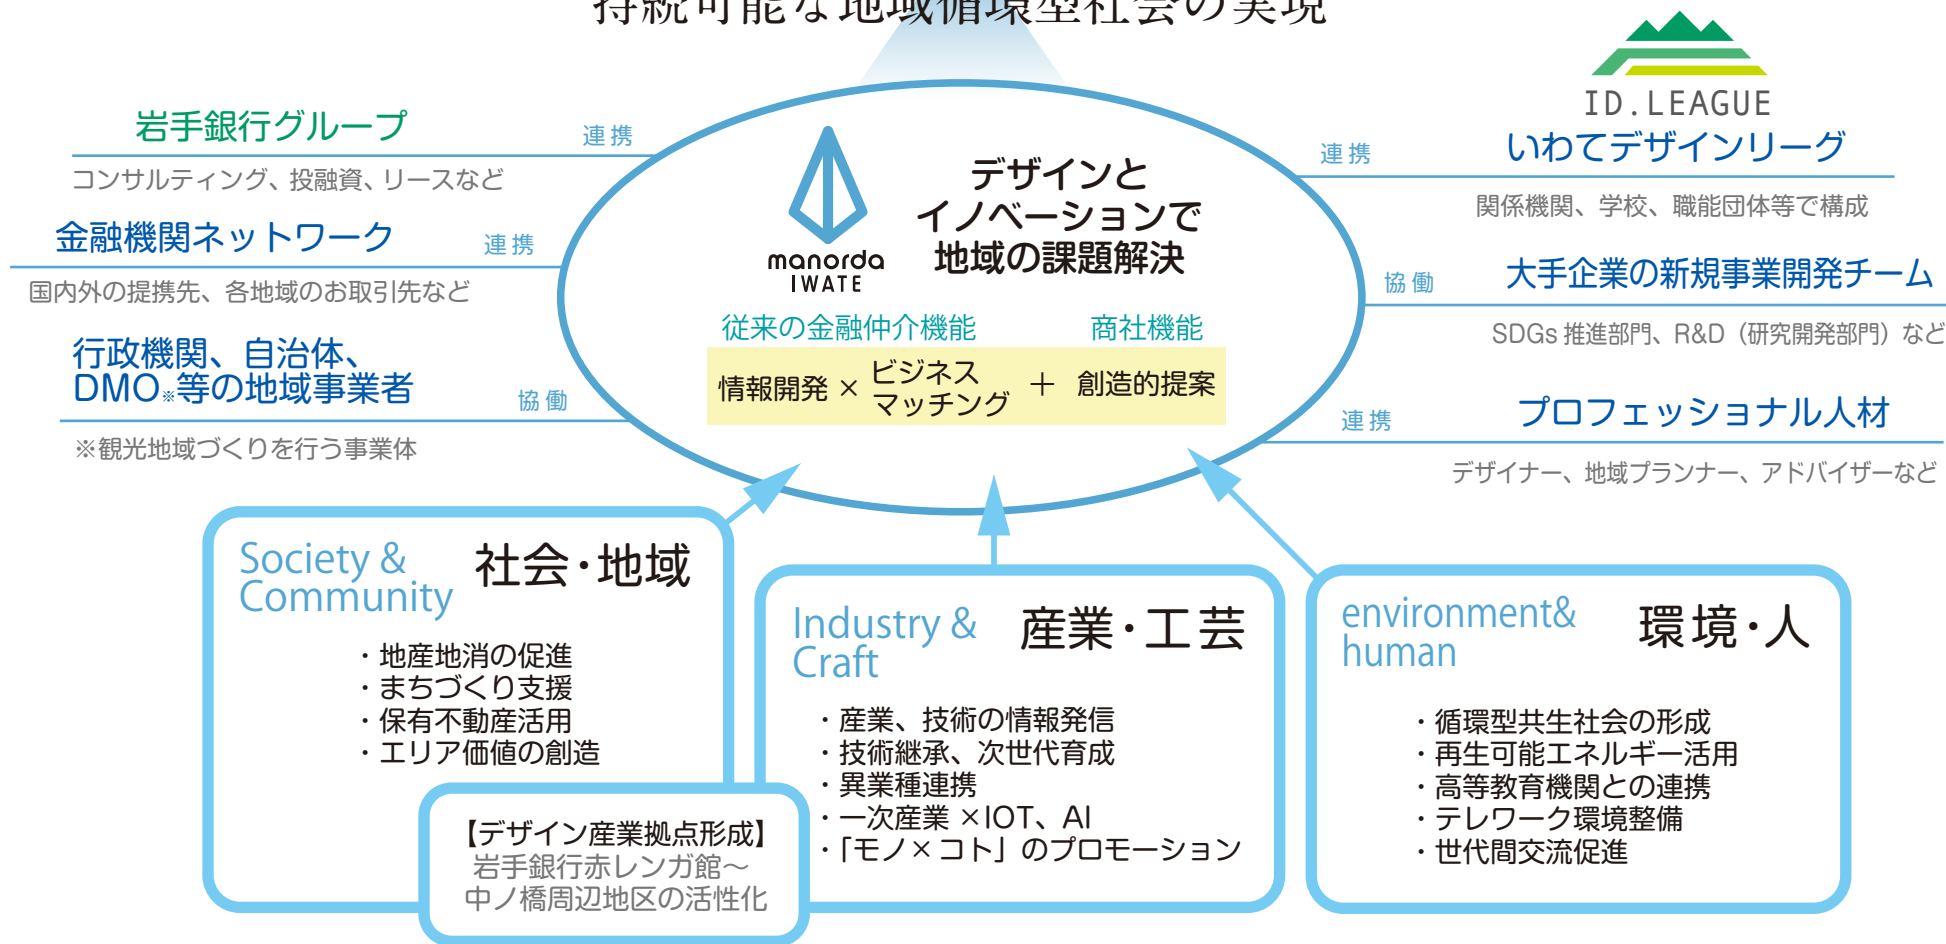 持続可能な地域循環型社会の実現
岩手銀行グループ
連携
コンサルティング、投融資、リースなど
金融機関ネットワーク
連携
国内外の提携先、各地域のお取引先など
行政機関、自治体、
DMO※等の地域事業者
協働
※観光地域づくりを行う事業体
manorda
IWATE
デザインと
イノベーションで
地域の課題解決
従来の金融仲介機能
商社機能
情報開発 × ビジネス
マッチング
＋ 創造的提案
ID.LEAGUE
連携
いわてデザインリーグ
関係機関、学校、職能団体等で構成
協働
大手企業の新規事業開発チーム
SDGs 推進部門、R&D（研究開発部門）など
連携
プロフェッショナル人材
デザイナー、地域プランナー、アドバイザーなど
Society &
Community
社会・地域
・地産地消の促進
・まちづくり支援
・保有不動産活用
・エリア価値の創造
【デザイン産業拠点形成】
岩手銀行赤レンガ館～
中ノ橋周辺地区の活性化
Industry &
Craft
産業・工芸
・産業、技術の情報発信
・技術継承、次世代育成
・異業種連携
・一次産業 ×IOT、AI
・「モノ×コト」のプロモーション
environment&
human
環境・人
・循環型共生社会の形成
・再生可能エネルギー活用
・高等教育機関との連携
・テレワーク環境整備
・世代間交流促進